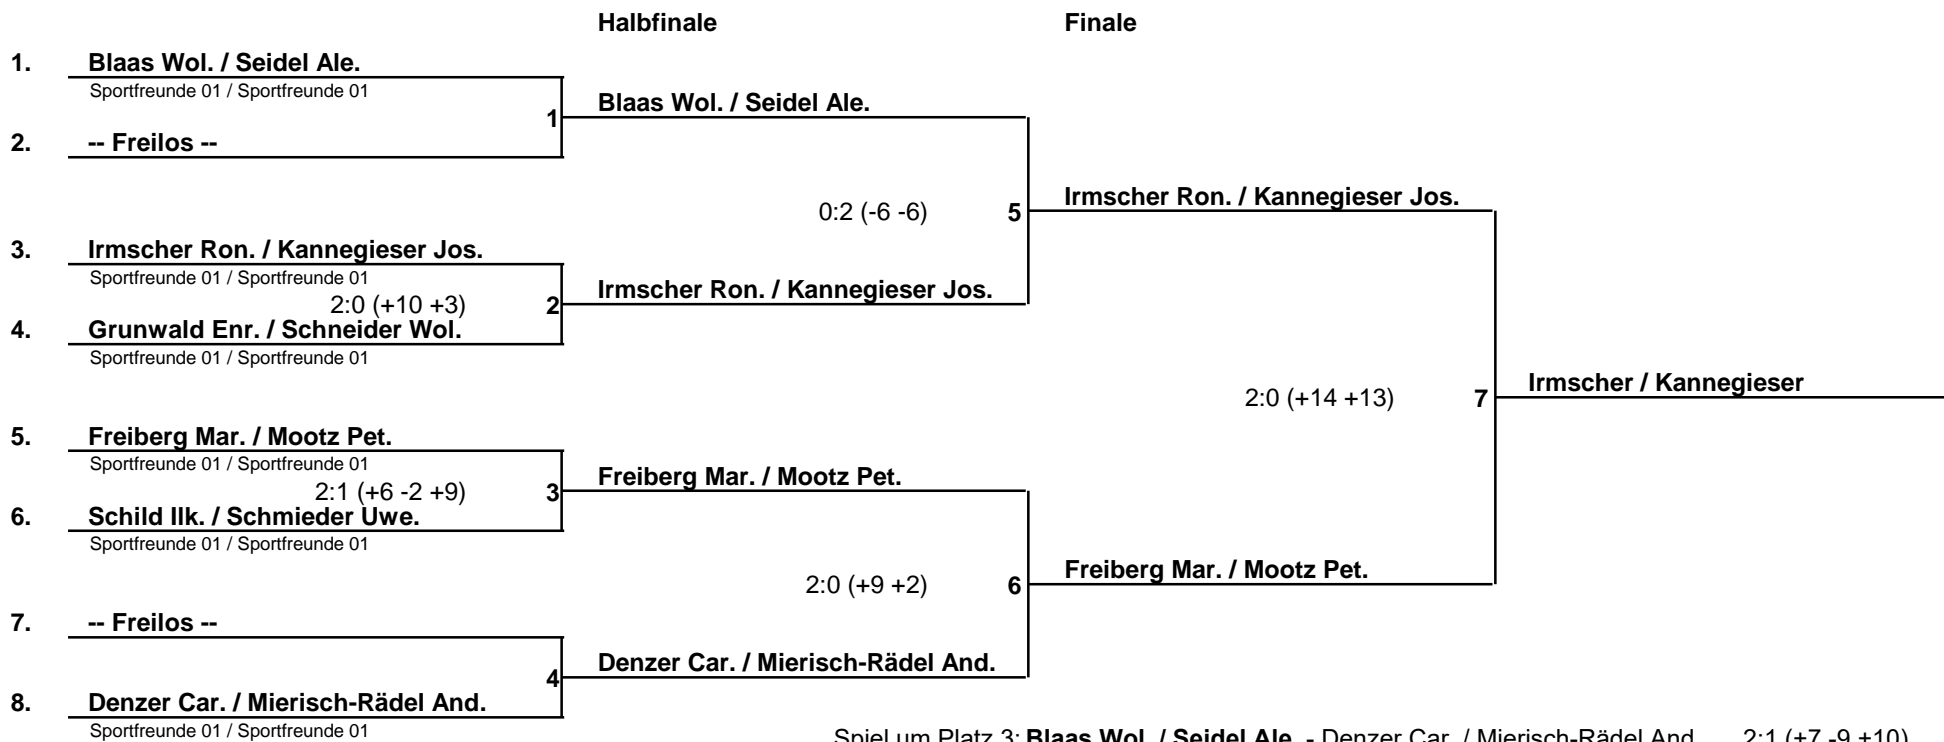 Halbfinale
Finale
1. Blaas Wol. / Seidel Ale.
Sportfreunde 01 / Sportfreunde 01
1 Blaas Wol. / Seidel Ale.
2. -- Freilos --
0:2 (-6 -6) 5 Irmscher Ron. / Kannegieser Jos.
3. Irmscher Ron. / Kannegieser Jos.
Sportfreunde 01 / Sportfreunde 01
2:0 (+10 +3) 2 Irmscher Ron. / Kannegieser Jos.
4. Grunwald Enr. / Schneider Wol.
Sportfreunde 01 / Sportfreunde 01
2:0 (+14 +13) 7 Irmscher / Kannegieser
5. Freiberg Mar. / Mootz Pet.
Sportfreunde 01 / Sportfreunde 01
2:1 (+6 -2 +9) 3 Freiberg Mar. / Mootz Pet.
6. Schild Ilk. / Schmieder Uwe.
Sportfreunde 01 / Sportfreunde 01
2:0 (+9 +2) 6 Freiberg Mar. / Mootz Pet.
7. -- Freilos --
4 Denzer Car. / Mierisch-Rädel And.
8. Denzer Car. / Mierisch-Rädel And.
Sportfreunde 01 / Sportfreunde 01
Spiel um Platz 3: Blaas Wol. / Seidel Ale. - Denzer Car. / Mierisch-Rädel And. 2:1 (+7 -9 +10)